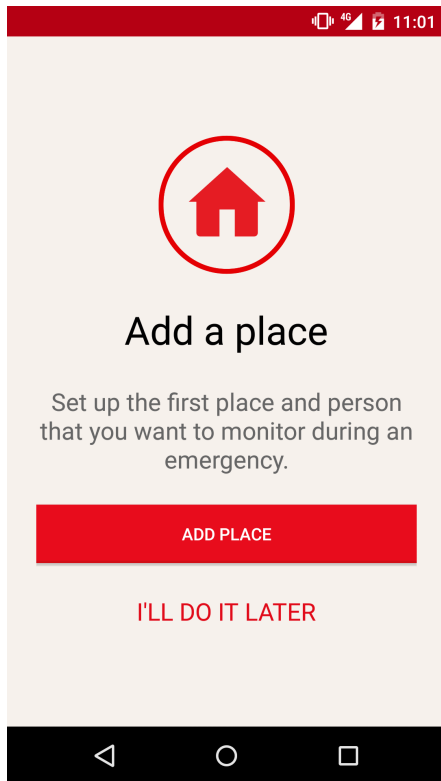 4G 11:01
Add a place
Set up the first place and person
that you want to monitor during an
emergency.
ADD PLACE
I'LL DO IT LATER